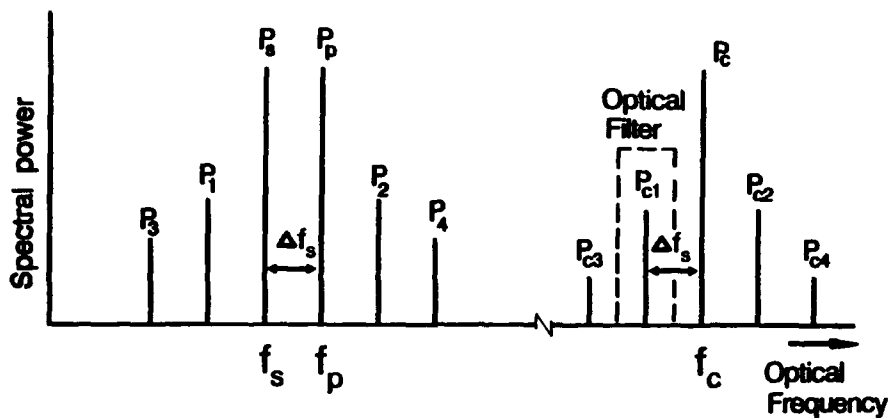 Spectral power
P_3
P_1
P_s
P_p
Δf_s
P_2
P_4
Optical
Filter
P_c3
P_c1
Δf_s
P_c
P_c2
P_c4
f_s
f_p
f_c
Optical
Frequency